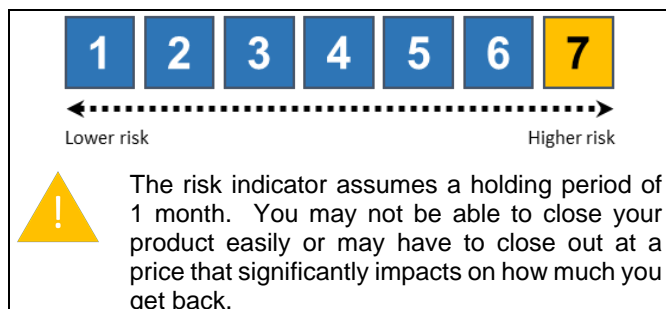 1 2 3 4 5 6 7
Lower risk Higher risk
!
The risk indicator assumes a holding period of
1 month. You may not be able to close your
product easily or may have to close out at a
price that significantly impacts on how much you
get back.